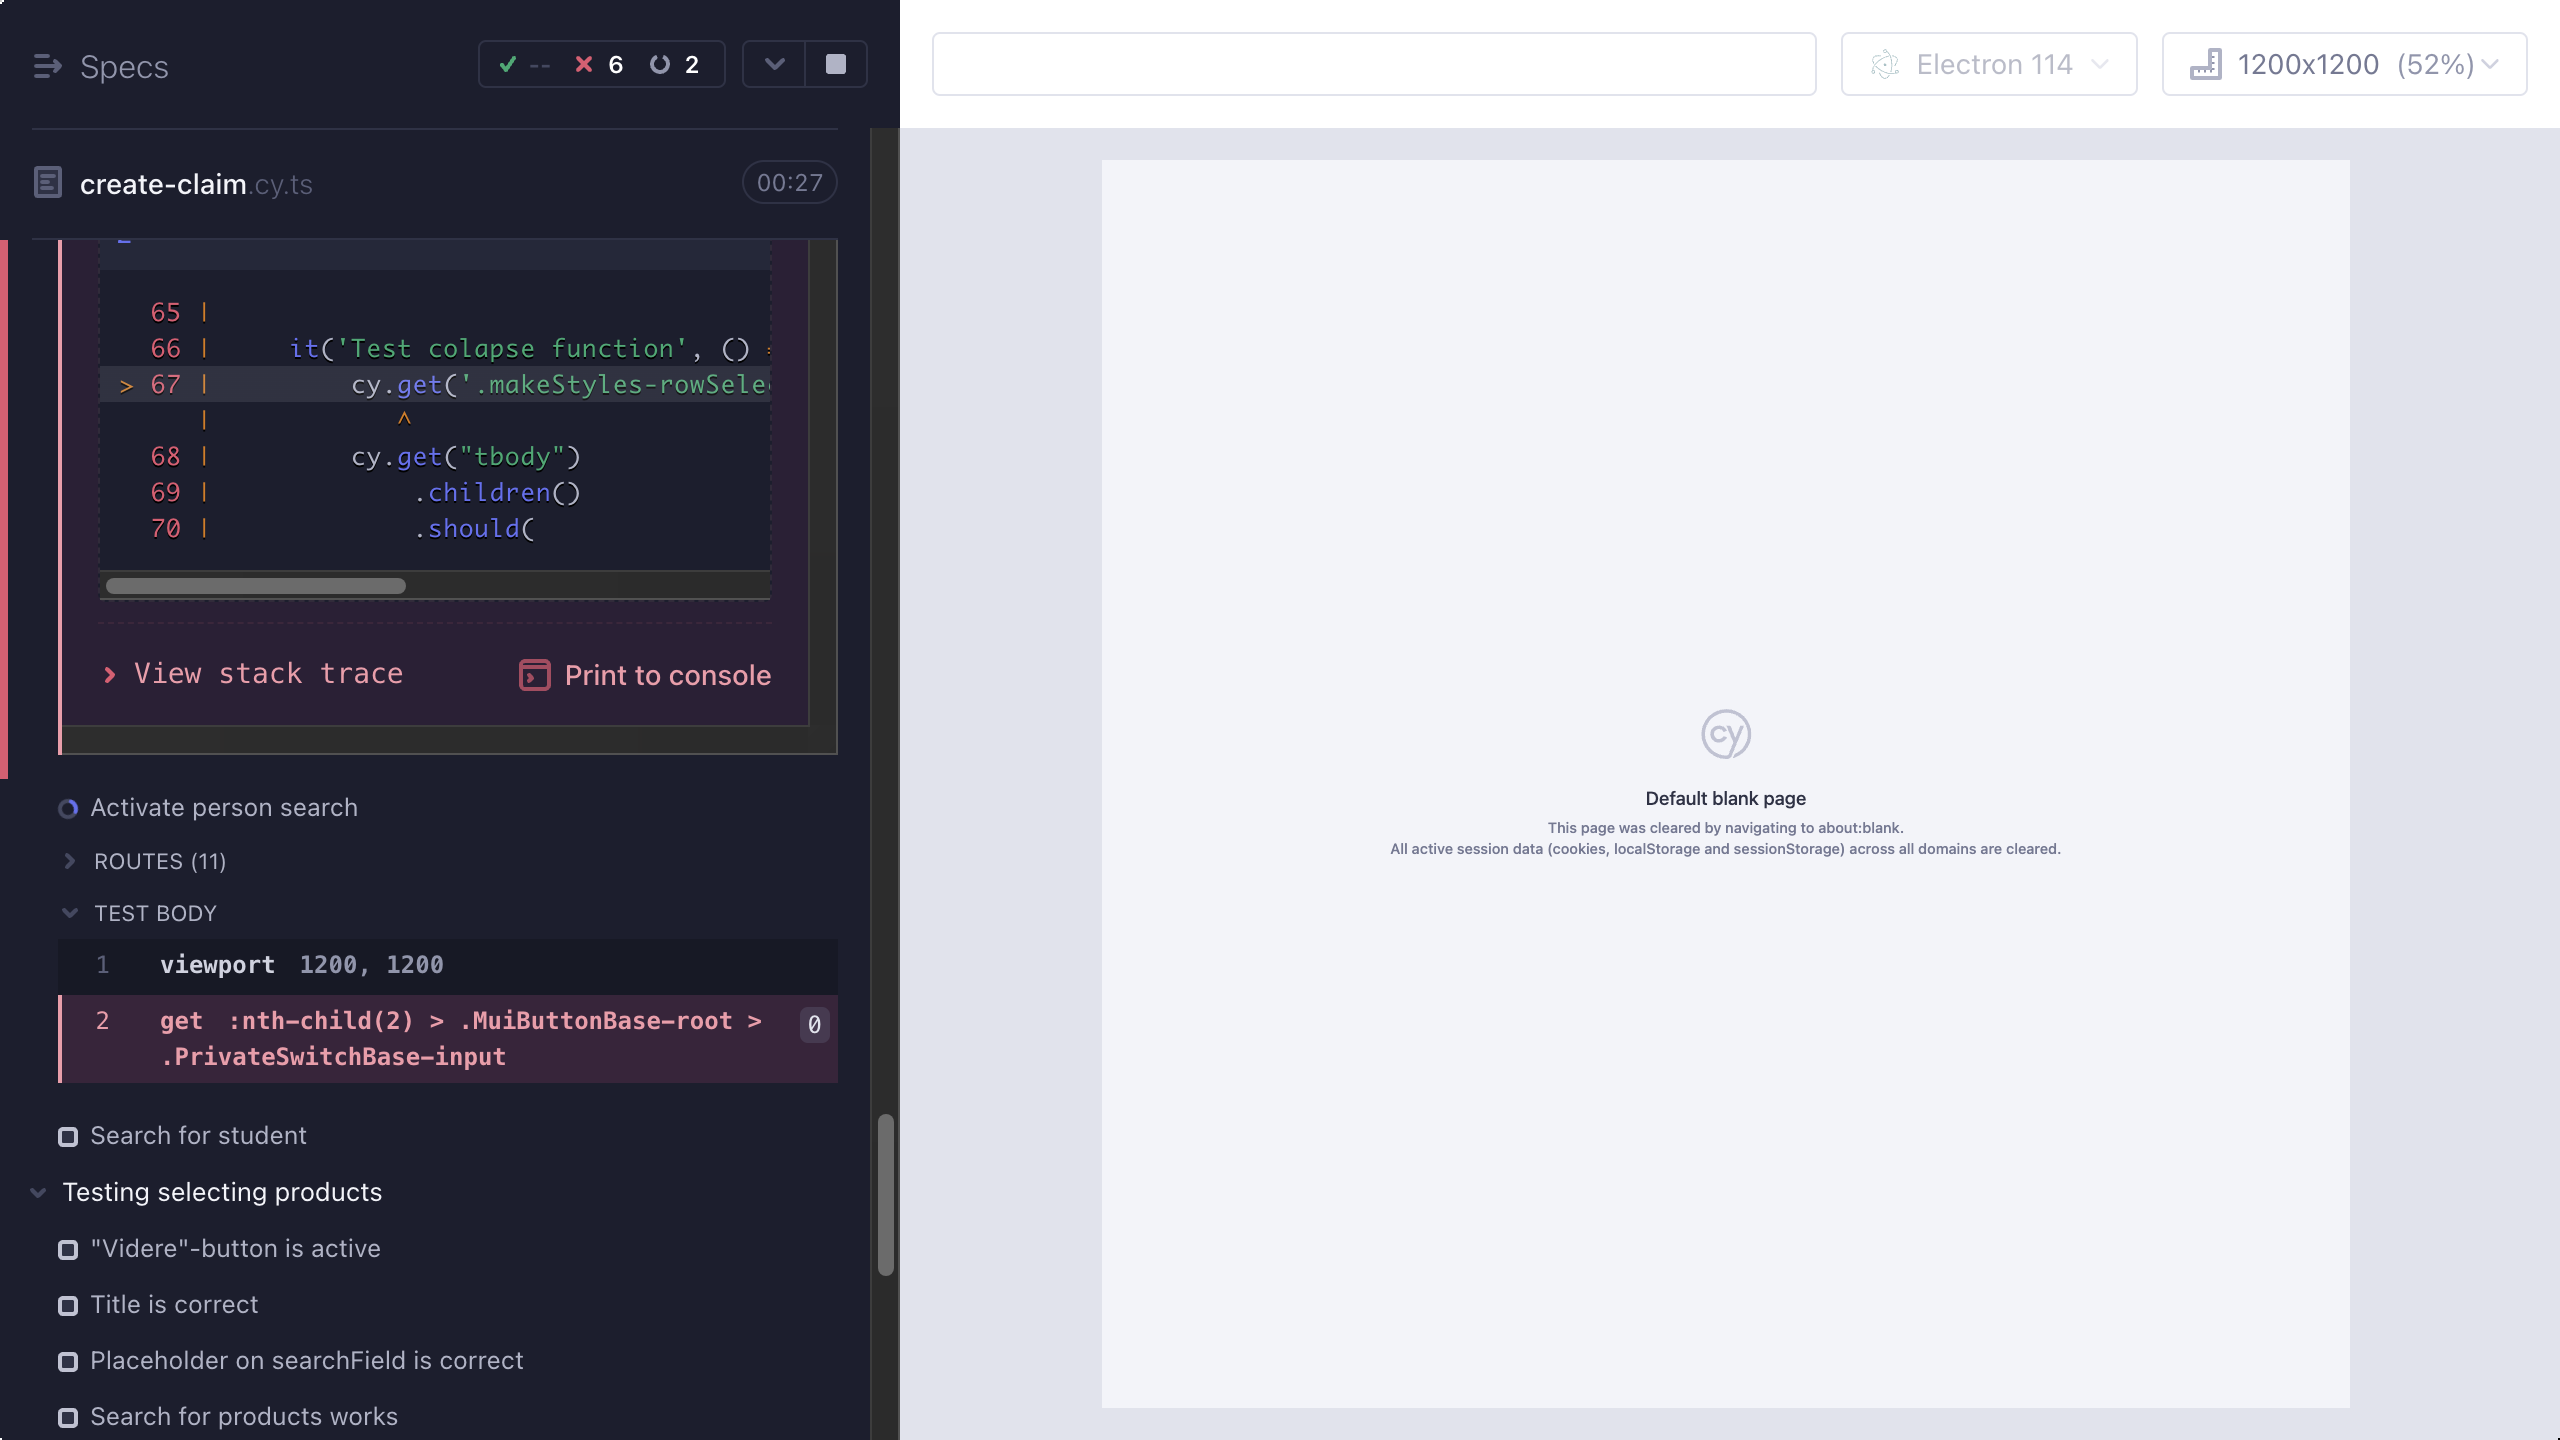 Specs
-- 6 2
Electron 114
1200x1200 (52%)
create-claim.cy.ts
00:27
65 |
66 | it('Test colapse function', ()
> 67 | cy.get('.makeStyles-rowSele
| ^
68 | cy.get("tbody")
69 | .children()
70 | .should(
View stack trace
Print to console
Activate person search
ROUTES (11)
TEST BODY
1 viewport 1200, 1200
2 get :nth-child(2) > .MuiButtonBase-root > 0
.PrivateSwitchBase-input
Search for student
Testing selecting products
"Videre"-button is active
Title is correct
Placeholder on searchField is correct
Search for products works
cy
Default blank page
This page was cleared by navigating to about:blank.
All active session data (cookies, localStorage and sessionStorage) across all domains are cleared.